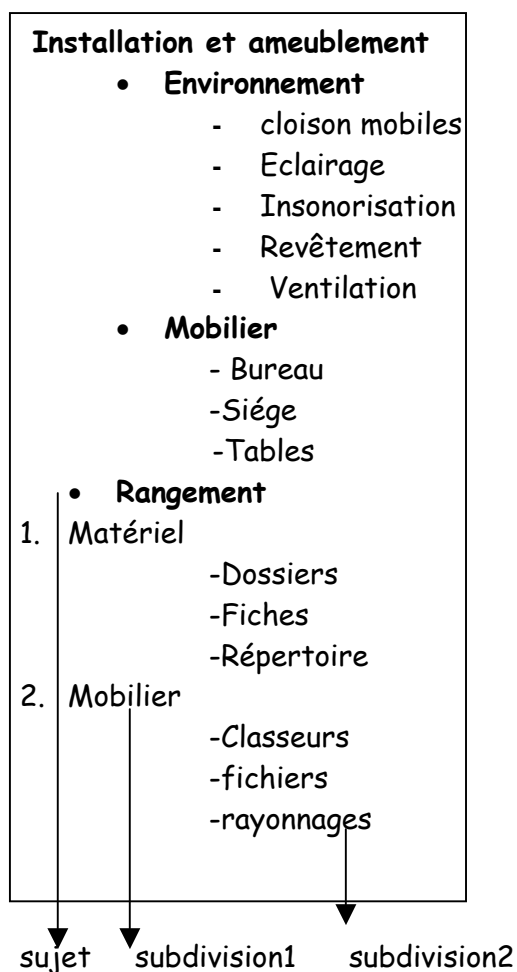 Installation et ameublement
• Environnement
- cloison mobiles
- Eclairage
- Insonorisation
- Revêtement
- Ventilation
• Mobilier
- Bureau
-Siége
-Tables
• Rangement
1. Matériel
-Dossiers
-Fiches
-Répertoire
2. Mobilier
-Classeurs
-fichiers
-rayonnages
sujet subdivision1 subdivision2